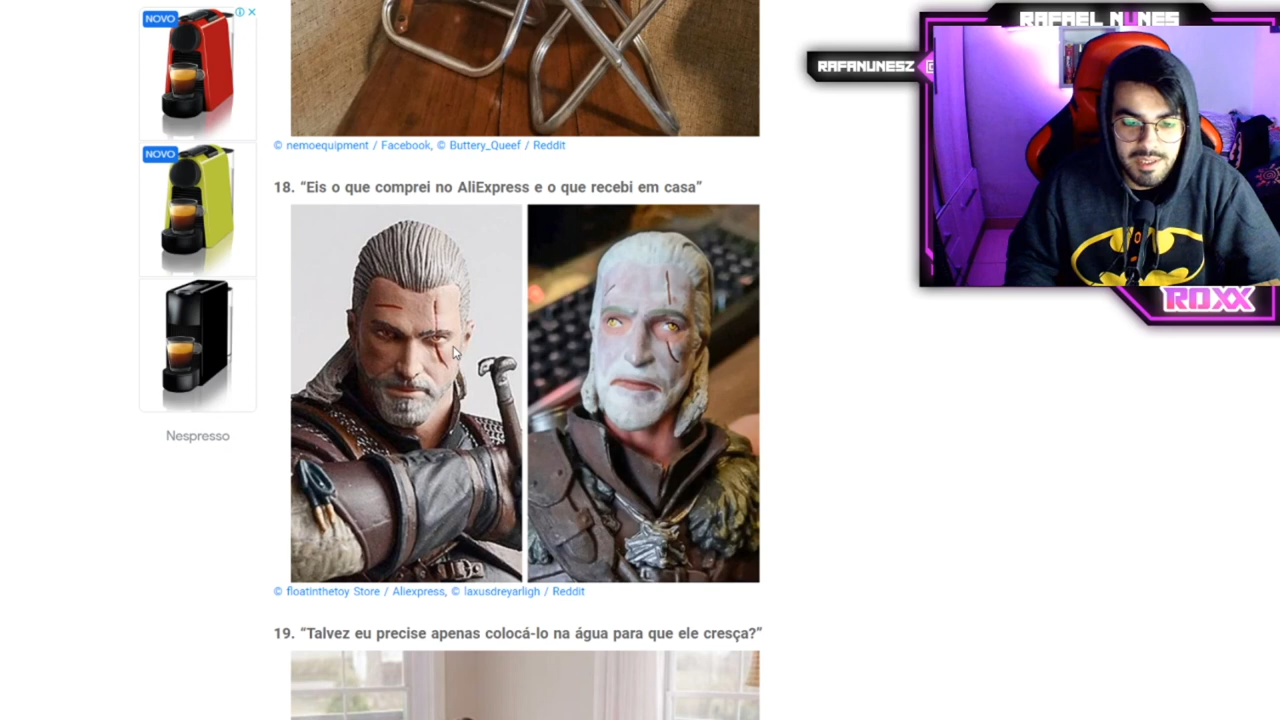 NOVO
NOVO
Nespresso
© nemoequipment / Facebook, © Buttery_Queef / Reddit
18. “Eis o que comprei no AliExpress e o que recebi em casa”
© floatinthetoy Store / Aliexpress, © laxusdreyarligh / Reddit
19. “Talvez eu precise apenas colocá-lo na água para que ele cresça?”
RAFAEL NUNES
RAFANUNESZ
ROXX